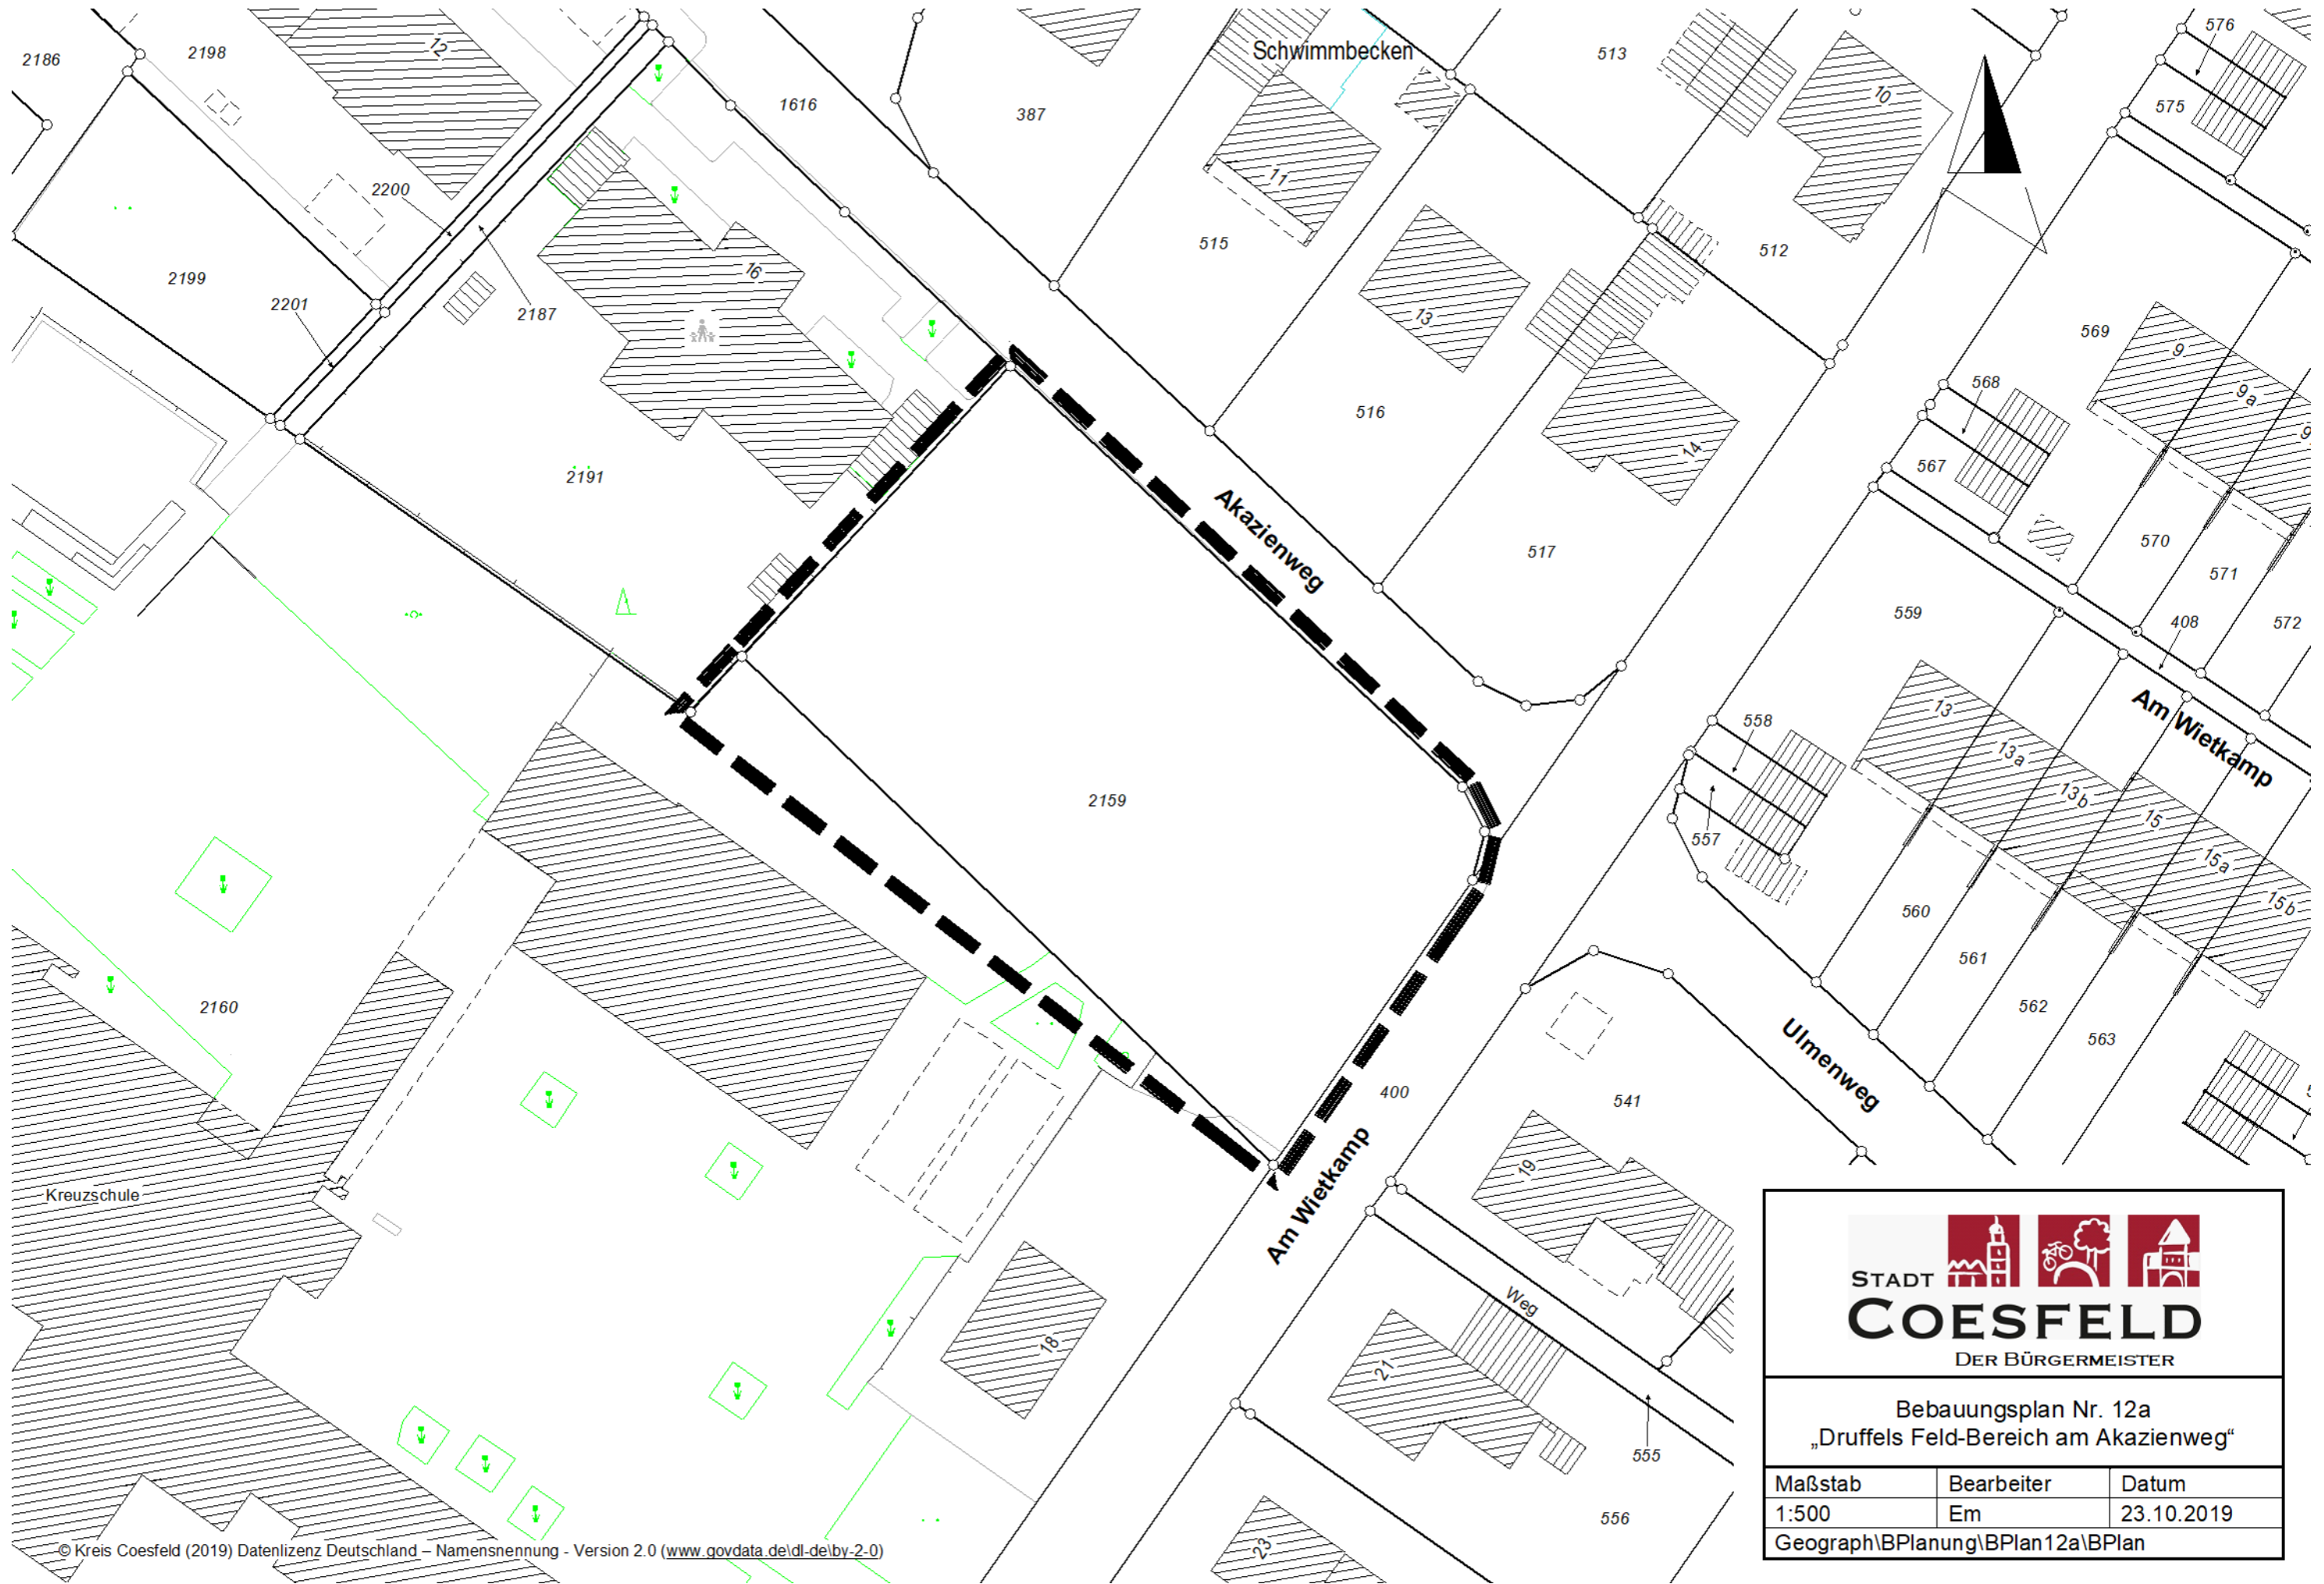 2186
2198
12
1616
387
Schwimmbecken
513
10
576
575
2200
11
515
512
2199
2201
2187
16
13
516
14
569
9
9a
568
567
2191
Akazienweg
517
570
571
559
408
572
Am Wietkamp
558
13
13a
13b
15
15a
15b
557
2159
560
561
562
563
2160
Ulmenweg
400
541
Am Wietkamp
19
Kreuzschule
Weg
18
21
555
556
23
STADT
COESFELD
DER BÜRGERMEISTER
Bebauungsplan Nr. 12a
„Druffels Feld-Bereich am Akazienweg“
Maßstab Bearbeiter Datum
1:500 Em 23.10.2019
Geograph\BPlanung\BPlan12a\BPlan
© Kreis Coesfeld (2019) Datenlizenz Deutschland – Namensnennung - Version 2.0 (www.govdata.de\dl-de\by-2-0)